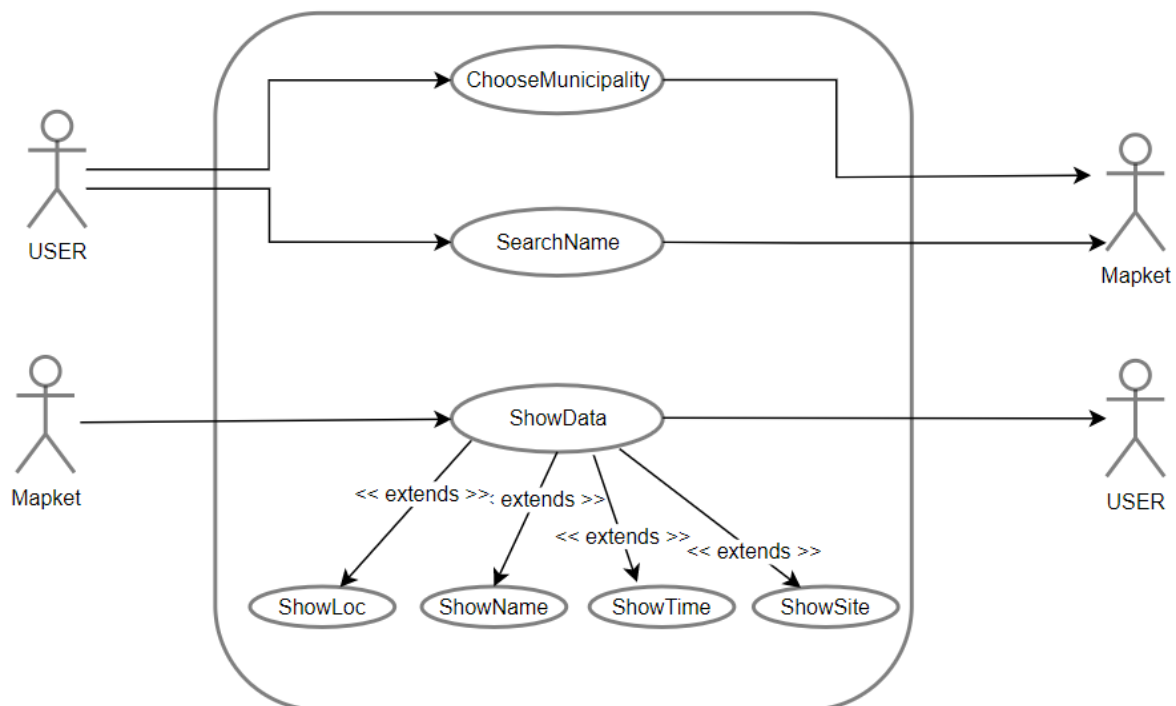 ChooseMunicipality
USER
SearchName
Mapket
ShowData
Mapket
USER
<< extends >>
: extends >>
<< extends >>
<< extends >>
ShowLoc
ShowName
ShowTime
ShowSite